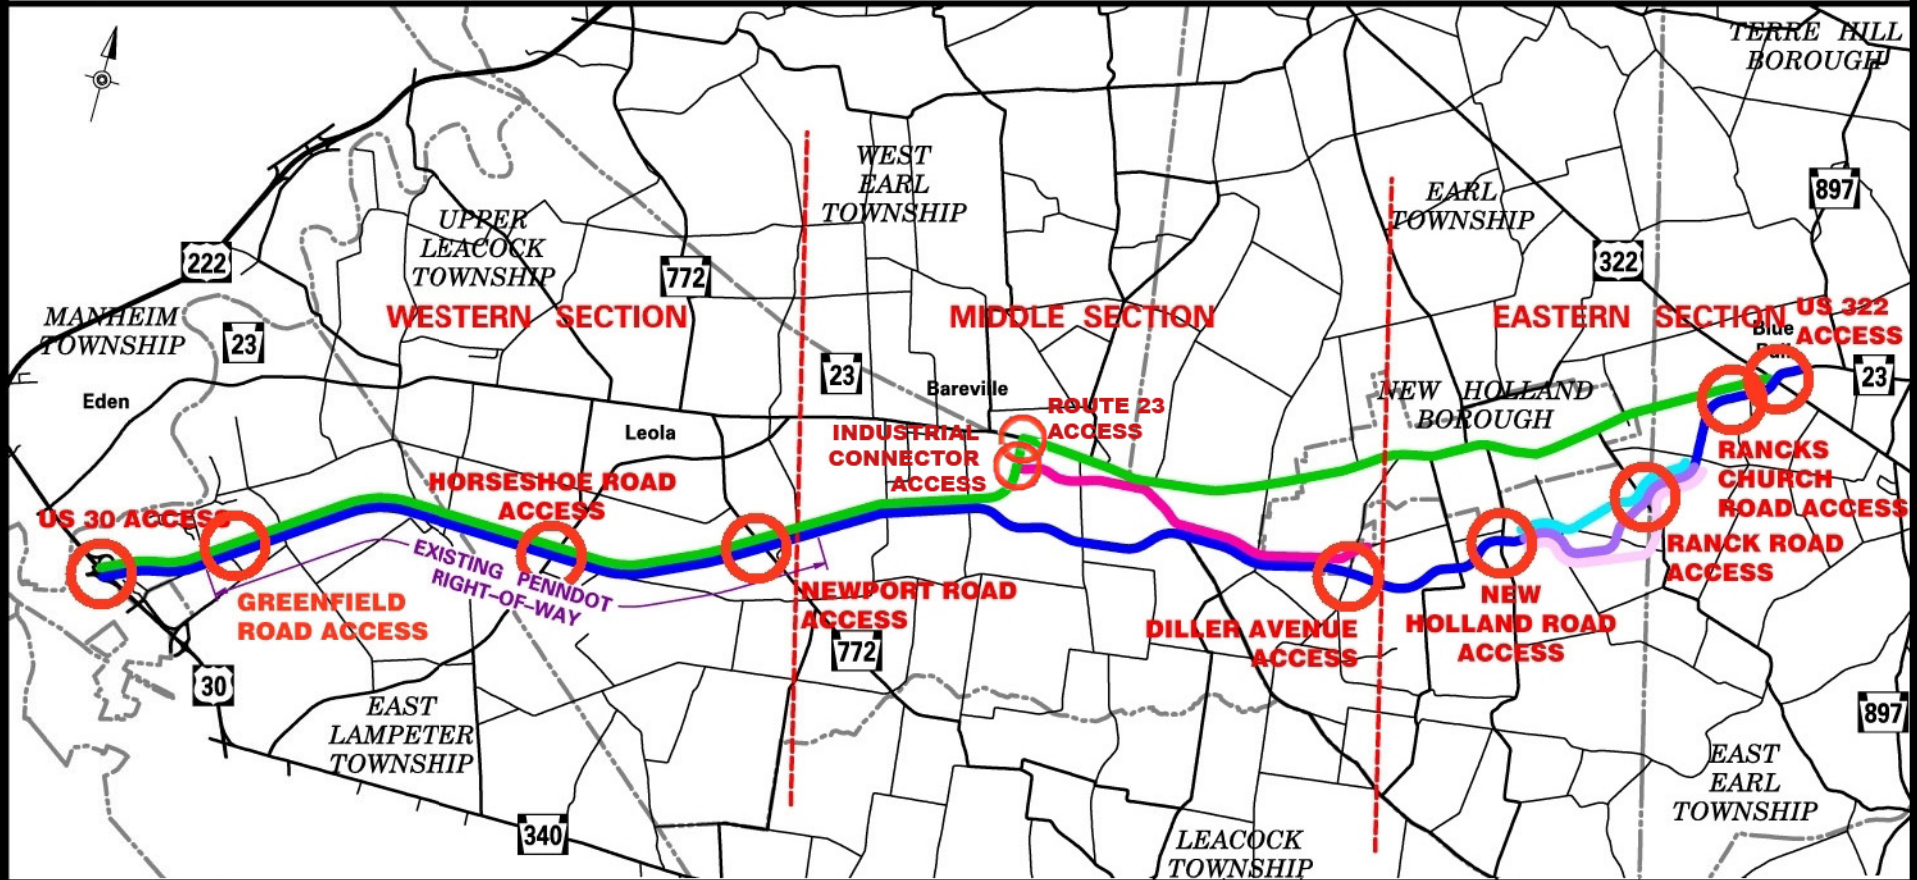 TERRE HILL
BOROUGH
WEST
EARL
TOWNSHIP
897
EARL
TOWNSHIP
UPPER
LEACOCK
TOWNSHIP
222
772
322
MANHEIM
TOWNSHIP
23
WESTERN SECTION
MIDDLE SECTION
EASTERN SECTION
US 322
ACCESS
Blue
Ball
23
23
Eden
Bareville
NEW HOLLAND
BOROUGH
ROUTE 23
ACCESS
Leola
INDUSTRIAL
CONNECTOR
ACCESS
RANCKS
CHURCH
ROAD ACCESS
HORSESHOE ROAD
ACCESS
US 30 ACCESS
EXISTING PENNDOT
RIGHT-OF-WAY
RANCK ROAD
ACCESS
GREENFIELD
ROAD ACCESS
NEWPORT ROAD
ACCESS
NEW
HOLLAND ROAD
ACCESS
DILLER AVENUE
ACCESS
772
30
EAST
LAMPETER
TOWNSHIP
897
EAST
EARL
TOWNSHIP
340
LEACOCK
TOWNSHIP